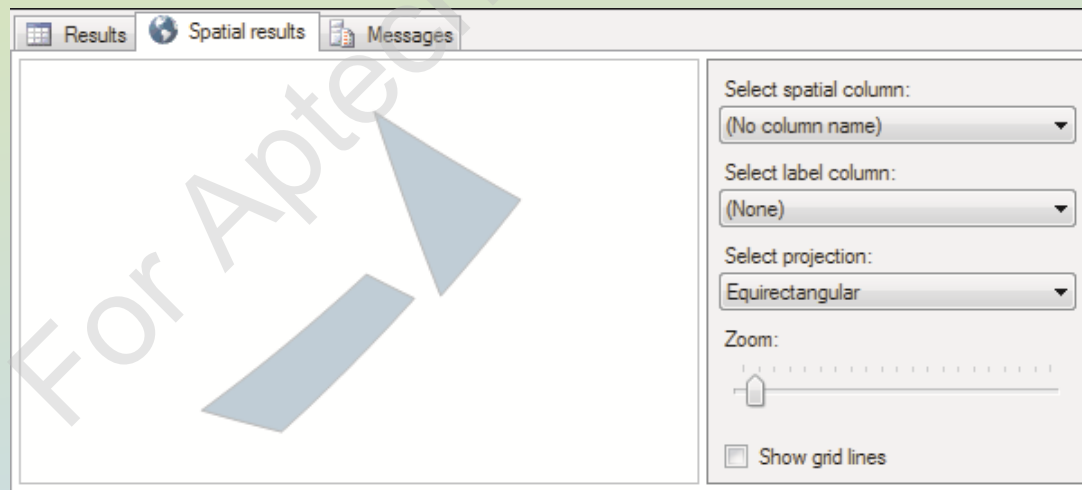 Results Spatial results Messages
Select spatial column:
(No column name)
Select label column:
(None)
Select projection:
Equirectangular
Zoom:
Show grid lines
For Aptech